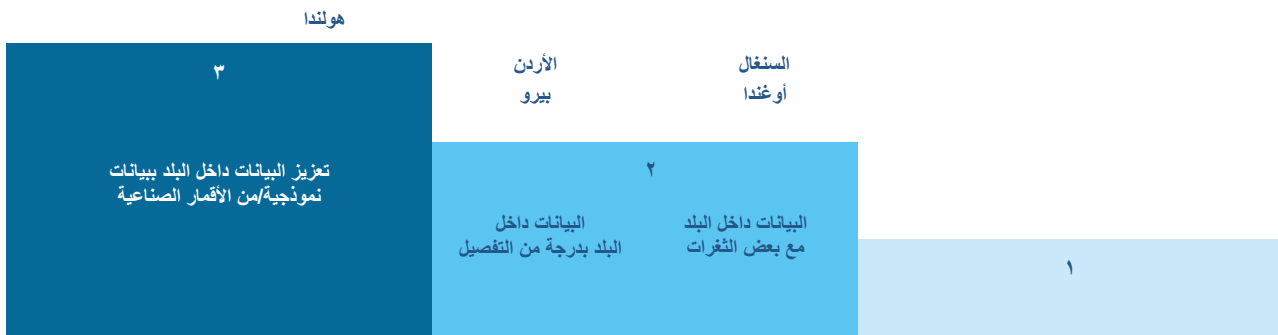 هولندا
٣
تعزيز البيانات داخل البلد ببيانات
نموذجية/من الأقمار الصناعية
السنغال
أوغندا
الأردن
بيرو
٢
البيانات داخل البلد
مع بعض الثغرات
البيانات داخل
البلد بدرجة من التفصيل
١